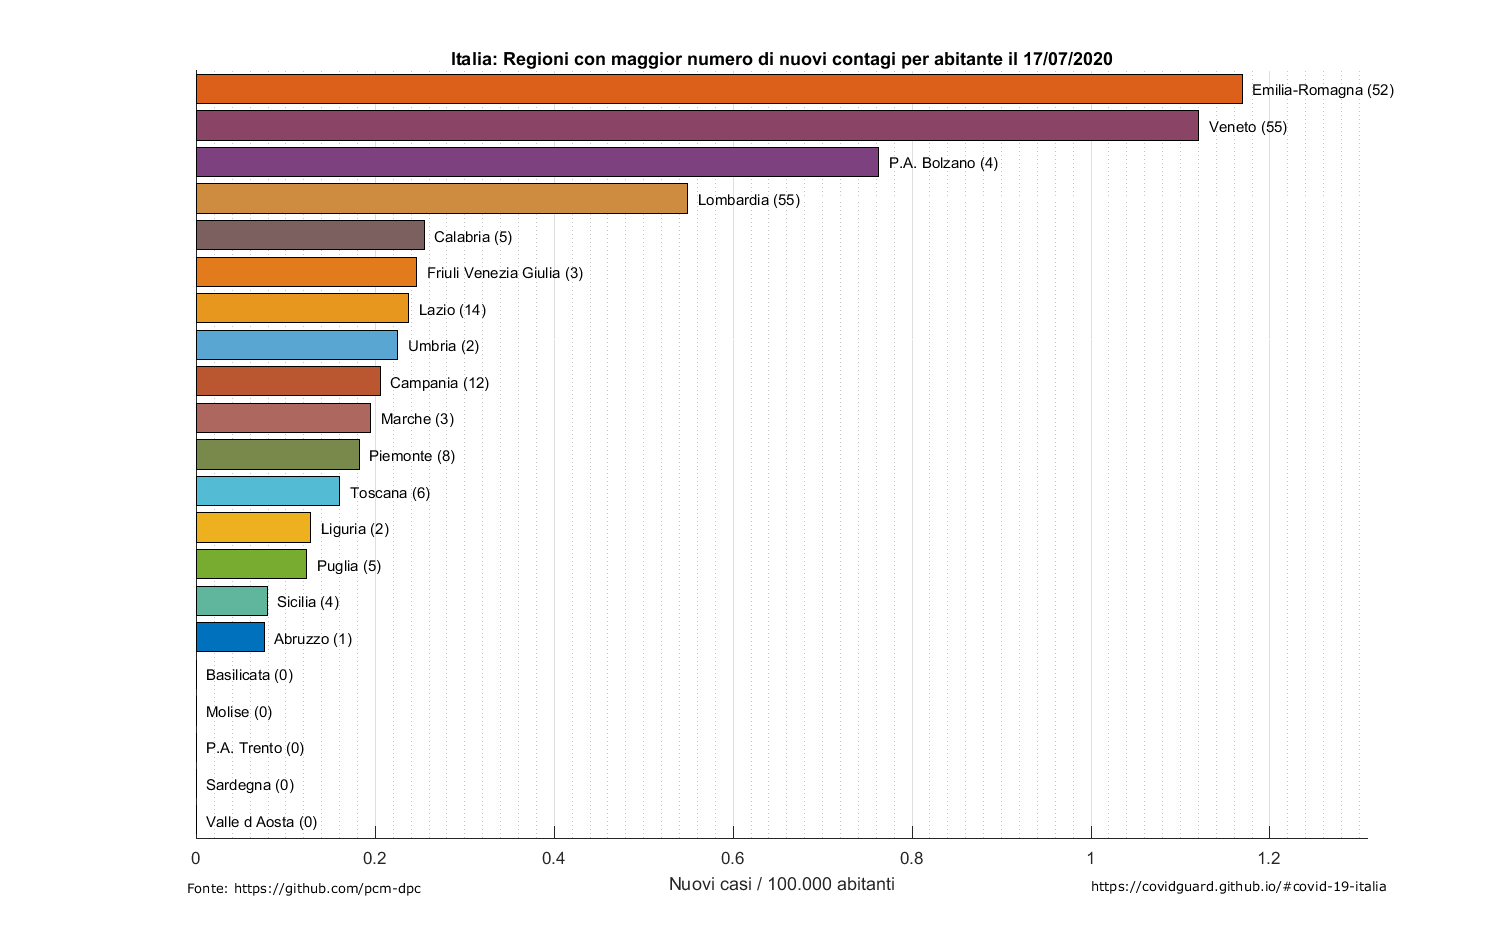 Italia: Regioni con maggior numero di nuovi contagi per abitante il 17/07/2020
Emilia-Romagna (52)
Veneto (55)
P.A. Bolzano (4)
Lombardia (55)
Calabria (5)
Friuli Venezia Giulia (3)
Lazio (14)
Umbria (2)
Campania (12)
Marche (3)
Piemonte (8)
Toscana (6)
Liguria (2)
Puglia (5)
Sicilia (4)
Abruzzo (1)
Basilicata (0)
Molise (0)
P.A. Trento (0)
Sardegna (0)
Valle d Aosta (0)
0 0.2 0.4 0.6 0.8 1 1.2
Nuovi casi / 100.000 abitanti
Fonte: https://github.com/pcm-dpc
https://covidguard.github.io/#covid-19-italia